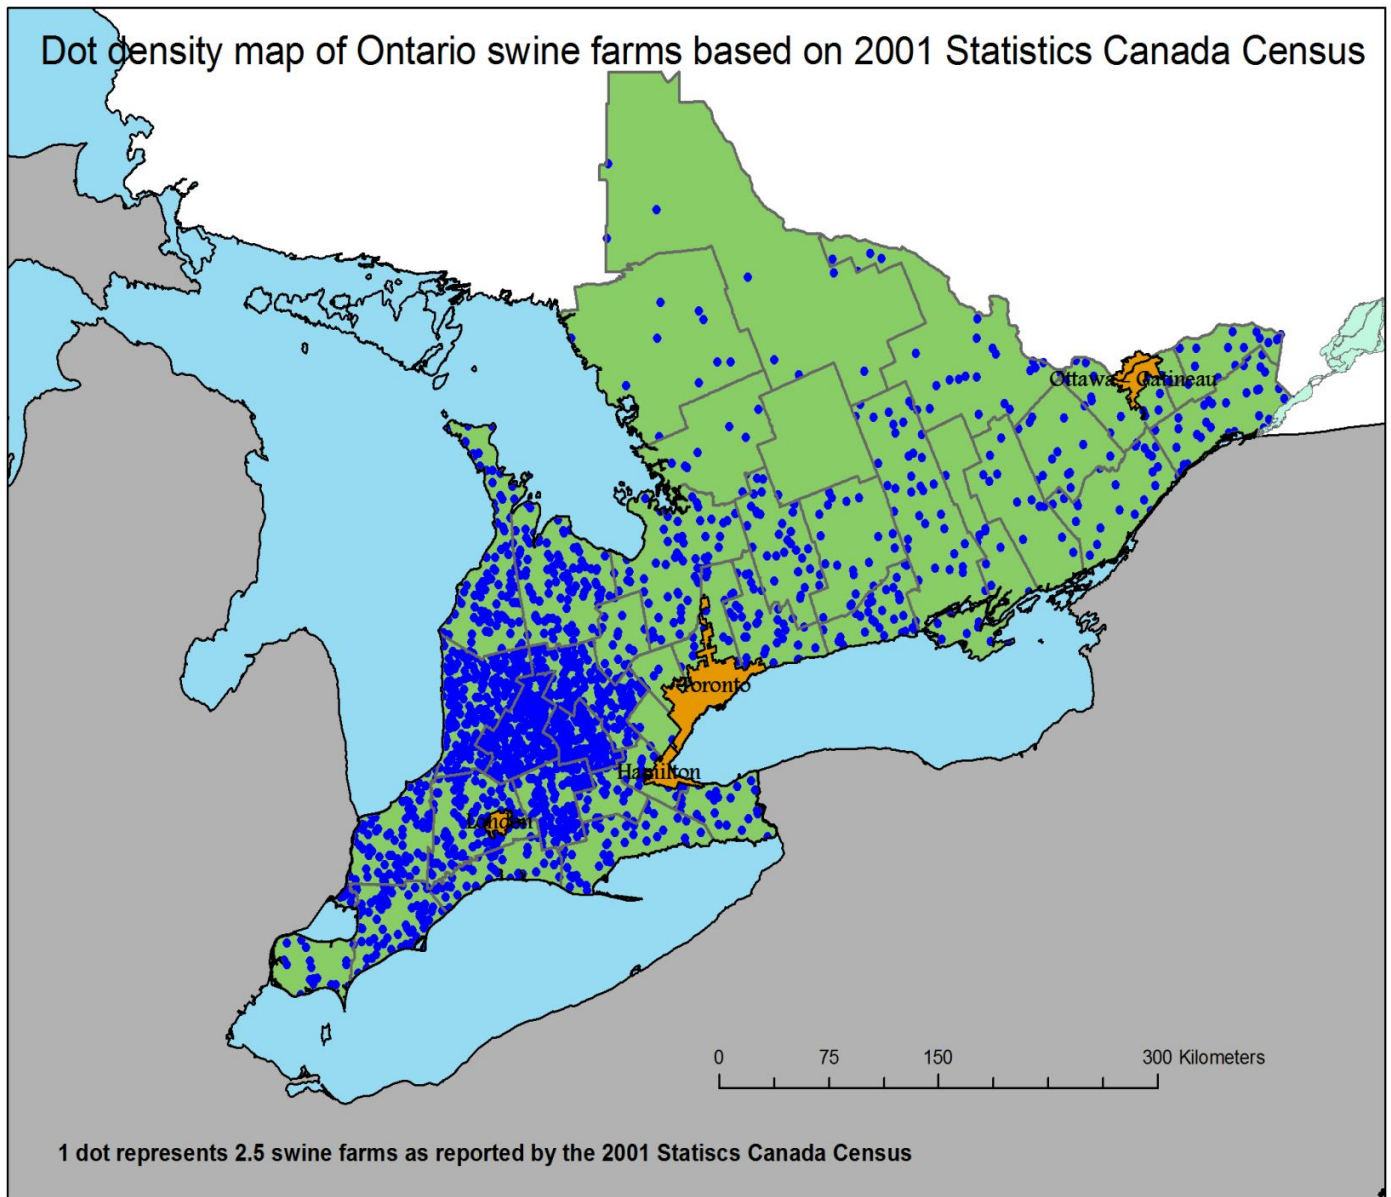 Dot density map of Ontario swine farms based on 2001 Statistics Canada Census
Ottawa - Gatineau
Toronto
Hamilton
London
0 75 150 300 Kilometers
1 dot represents 2.5 swine farms as reported by the 2001 Statiscs Canada Census